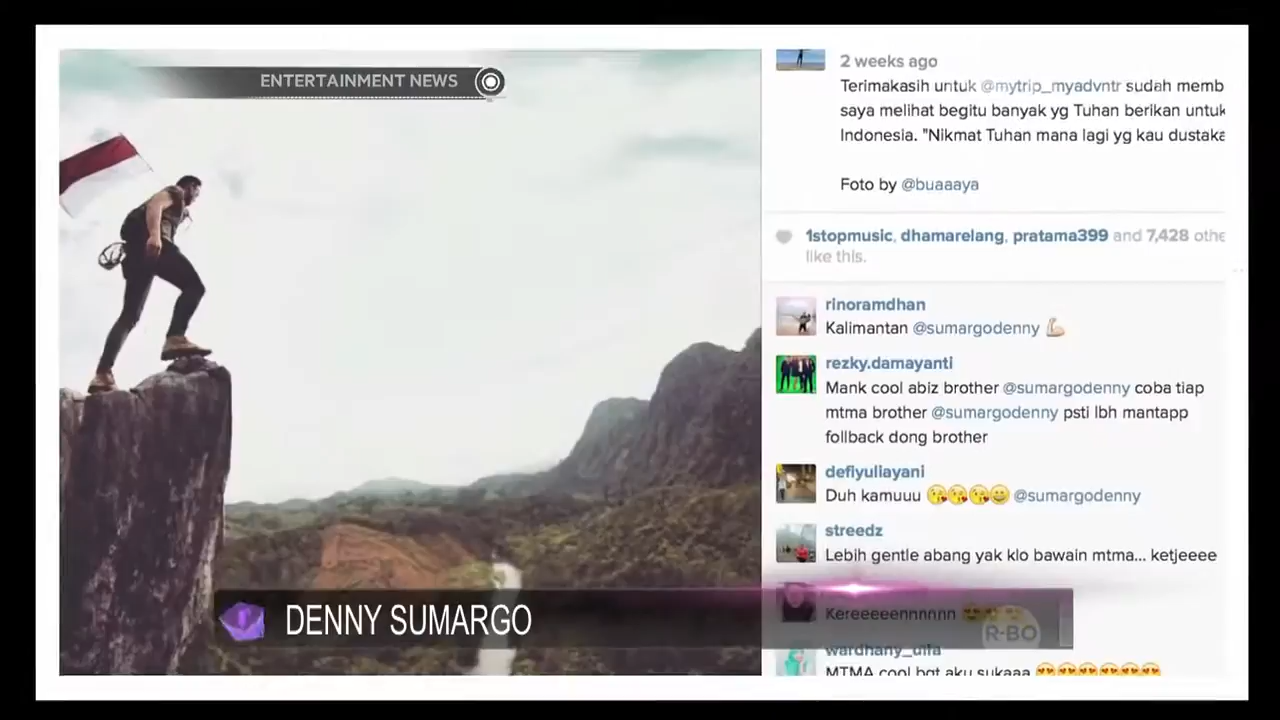 ENTERTAINMENT NEWS
2 weeks ago
Terimakasih untuk @mytrip_myadvntr sudah memb
saya melihat begitu banyak yg Tuhan berikan untuk
Indonesia. "Nikmat Tuhan mana lagi yg kau dustaka
Foto by @buaaaya
1stopmusic, dhamarelang, pratama399 and 7,428 othe
like this.
rinoramdhan
Kalimantan @sumargodenny
rezky.damayanti
Mank cool abiz brother @sumargodenny coba tiap
mtma brother @sumargodenny psti lbh mantapp
follback dong brother
defiyuliayani
Duh kamuuu @sumargodenny
streedz
Lebih gentle abang yak klo bawain mtma... ketjeeee
Kereeeeennnnnn
R-BO
wardhany_ulfa
MTMA cool bgt aku sukaaa
DENNY SUMARGO